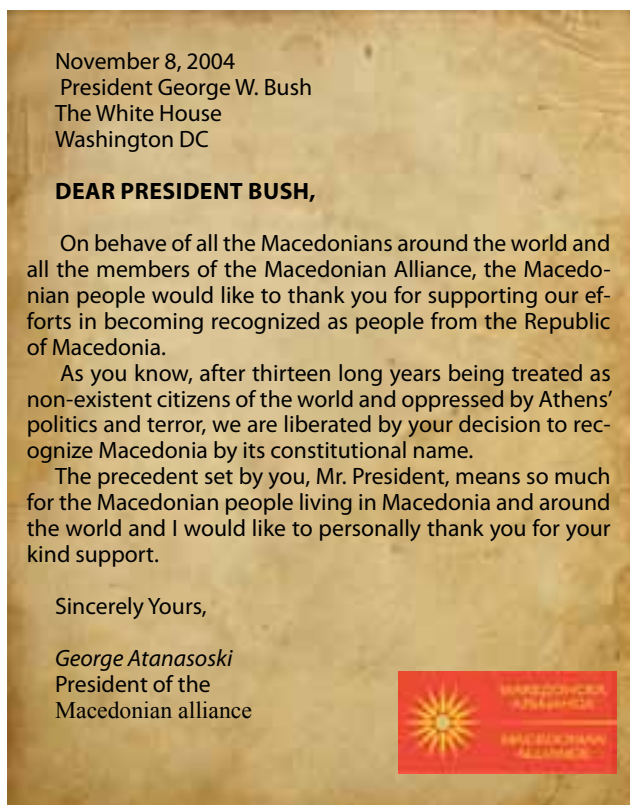 November 8, 2004
President George W. Bush
The White House
Washington DC
DEAR PRESIDENT BUSH,
On behave of all the Macedonians around the world and
all the members of the Macedonian Alliance, the Macedo-
nian people would like to thank you for supporting our ef-
forts in becoming recognized as people from the Republic
of Macedonia.
As you know, after thirteen long years being treated as
non-existent citizens of the world and oppressed by Athens'
politics and terror, we are liberated by your decision to rec-
ognize Macedonia by its constitutional name.
The precedent set by you, Mr. President, means so much
for the Macedonian people living in Macedonia and around
the world and I would like to personally thank you for your
kind support.
Sincerely Yours,
George Atanasoski
President of the
Macedonian alliance
МАКЕДОНСКА
АЛИЈАНСА
MACEDONIAN
ALLIANCE